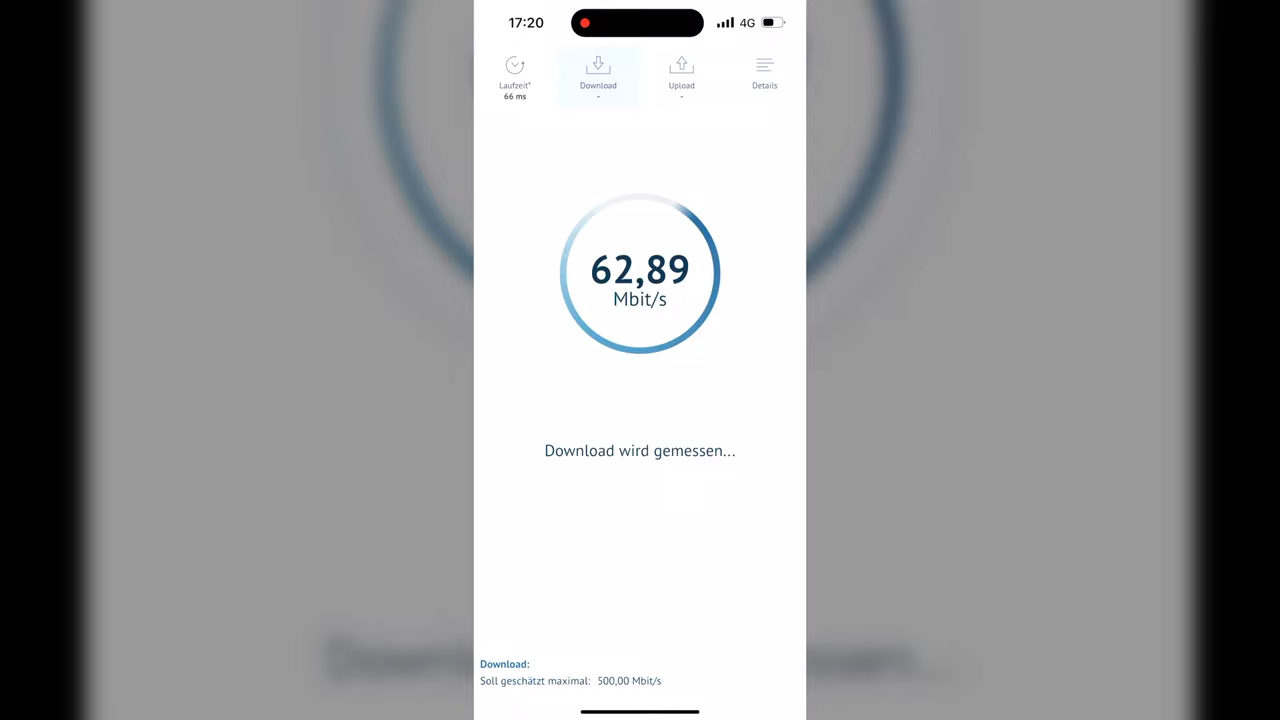 17:20
4G
Laufzeit*
66 ms
Download
-
Upload
-
Details
62,89
Mbit/s
Download wird gemessen...
Download:
Soll geschätzt maximal: 500,00 Mbit/s